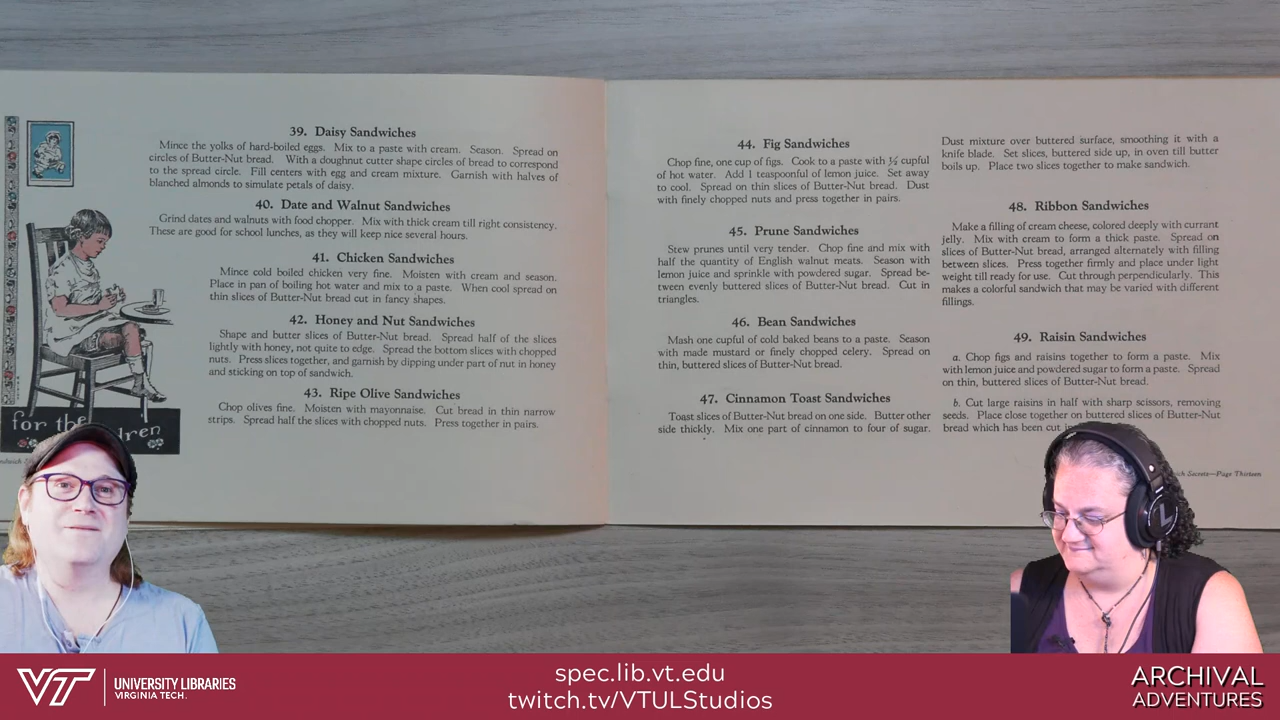 39. Daisy Sandwiches
Mince the yolks of hard-boiled eggs. Mix to a paste with cream. Season. Spread on
circles of Butter-Nut bread. With a doughnut cutter shape circles of bread to correspond
to the spread circle. Fill centers with egg and cream mixture. Garnish with halves of
blanched almonds to simulate petals of daisy.
40. Date and Walnut Sandwiches
Grind dates and walnuts with food chopper. Mix with thick cream till right consistency.
These are good for school lunches, as they will keep nice several hours.
41. Chicken Sandwiches
Mince cold boiled chicken very fine. Moisten with cream and season.
Place in pan of boiling hot water and mix to a paste. When cool spread on
thin slices of Butter-Nut bread cut in fancy shapes.
42. Honey and Nut Sandwiches
Shape and butter slices of Butter-Nut bread. Spread half of the slices
lightly with honey, not quite to edge. Spread the bottom slices with chopped
nuts. Press slices together, and garnish by dipping under part of nut in honey
and sticking on top of sandwich.
43. Ripe Olive Sandwiches
Chop olives fine. Moisten with mayonnaise. Cut bread in thin narrow
strips. Spread half the slices with chopped nuts. Press together in pairs.
for the
dren
44. Fig Sandwiches
Chop fine, one cup of figs. Cook to a paste with ½ cupful
of hot water. Add 1 teaspoonful of lemon juice. Set away
to cool. Spread on thin slices of Butter-Nut bread. Dust
with finely chopped nuts and press together in pairs.
45. Prune Sandwiches
Stew prunes until very tender. Chop fine and mix with
half the quantity of English walnut meats. Season with
lemon juice and sprinkle with powdered sugar. Spread be-
tween evenly buttered slices of Butter-Nut bread. Cut in
triangles.
46. Bean Sandwiches
Mash one cupful of cold baked beans to a paste. Season
with made mustard or finely chopped celery. Spread on
thin, buttered slices of Butter-Nut bread.
47. Cinnamon Toast Sandwiches
Toast slices of Butter-Nut bread on one side. Butter other
side thickly. Mix one part of cinnamon to four of sugar.
Dust mixture over buttered surface, smoothing it with a
knife blade. Set slices, buttered side up, in oven till butter
boils up. Place two slices together to make sandwich.
48. Ribbon Sandwiches
Make a filling of cream cheese, colored deeply with currant
jelly. Mix with cream to form a thick paste. Spread on
slices of Butter-Nut bread, arranged alternately with filling
between slices. Press together firmly and place under light
weight till ready for use. Cut through perpendicularly. This
makes a colorful sandwich that may be varied with different
fillings.
49. Raisin Sandwiches
a. Chop figs and raisins together to form a paste. Mix
with lemon juice and powdered sugar to form a paste. Spread
on thin, buttered slices of Butter-Nut bread.
b. Cut large raisins in half with sharp scissors, removing
seeds. Place close together on buttered slices of Butter-Nut
bread which has been cut in
Secrets—Page Thirteen
VT UNIVERSITY LIBRARIES
VIRGINIA TECH.
spec.lib.vt.edu
twitch.tv/VTULStudios
ARCHIVAL
ADVENTURES